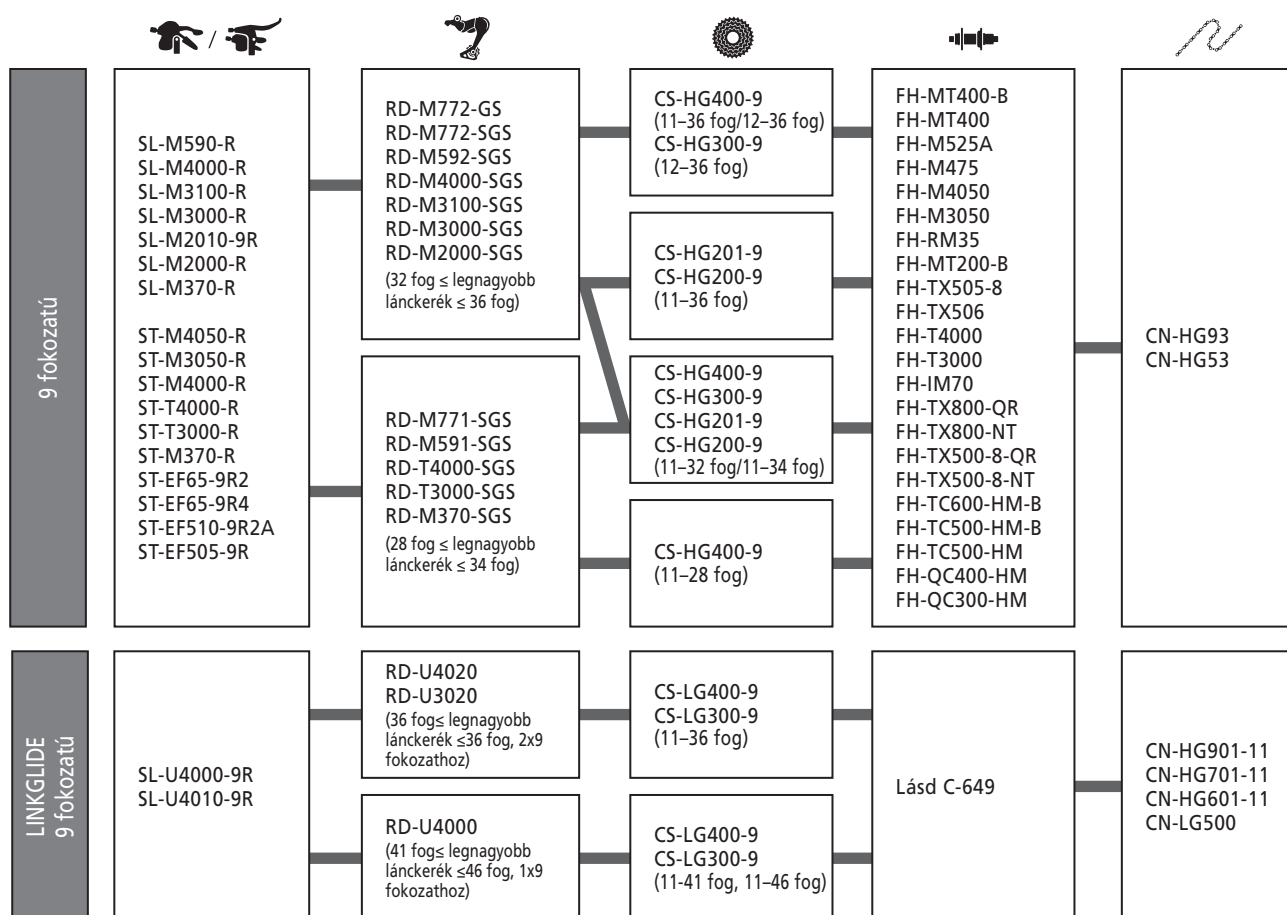 /
9 fokozatú
SL-M590-R
SL-M4000-R
SL-M3100-R
SL-M3000-R
SL-M2010-9R
SL-M2000-R
SL-M370-R
ST-M4050-R
ST-M3050-R
ST-M4000-R
ST-T4000-R
ST-T3000-R
ST-M370-R
ST-EF65-9R2
ST-EF65-9R4
ST-EF510-9R2A
ST-EF505-9R
RD-M772-GS
RD-M772-SGS
RD-M592-SGS
RD-M4000-SGS
RD-M3100-SGS
RD-M3000-SGS
RD-M2000-SGS
(32 fog ≤ legnagyobb
lánckerék ≤ 36 fog)
RD-M771-SGS
RD-M591-SGS
RD-T4000-SGS
RD-T3000-SGS
RD-M370-SGS
(28 fog ≤ legnagyobb
lánckerék ≤ 34 fog)
CS-HG400-9
(11–36 fog/12–36 fog)
CS-HG300-9
(12–36 fog)
CS-HG201-9
CS-HG200-9
(11–36 fog)
CS-HG400-9
CS-HG300-9
CS-HG201-9
CS-HG200-9
(11–32 fog/11–34 fog)
CS-HG400-9
(11–28 fog)
FH-MT400-B
FH-MT400
FH-M525A
FH-M475
FH-M4050
FH-M3050
FH-RM35
FH-MT200-B
FH-TX505-8
FH-TX506
FH-T4000
FH-T3000
FH-IM70
FH-TX800-QR
FH-TX800-NT
FH-TX500-8-QR
FH-TX500-8-NT
FH-TC600-HM-B
FH-TC500-HM-B
FH-TC500-HM
FH-QC400-HM
FH-QC300-HM
CN-HG93
CN-HG53
LINKGLIDE
9 fokozatú
SL-U4000-9R
SL-U4010-9R
RD-U4020
RD-U3020
(36 fog≤ legnagyobb
lánckerék ≤36 fog, 2x9
fokozathoz)
RD-U4000
(41 fog≤ legnagyobb
lánckerék ≤46 fog, 1x9
fokozathoz)
CS-LG400-9
CS-LG300-9
(11–36 fog)
CS-LG400-9
CS-LG300-9
(11-41 fog, 11–46 fog)
Lásd C-649
CN-HG901-11
CN-HG701-11
CN-HG601-11
CN-LG500